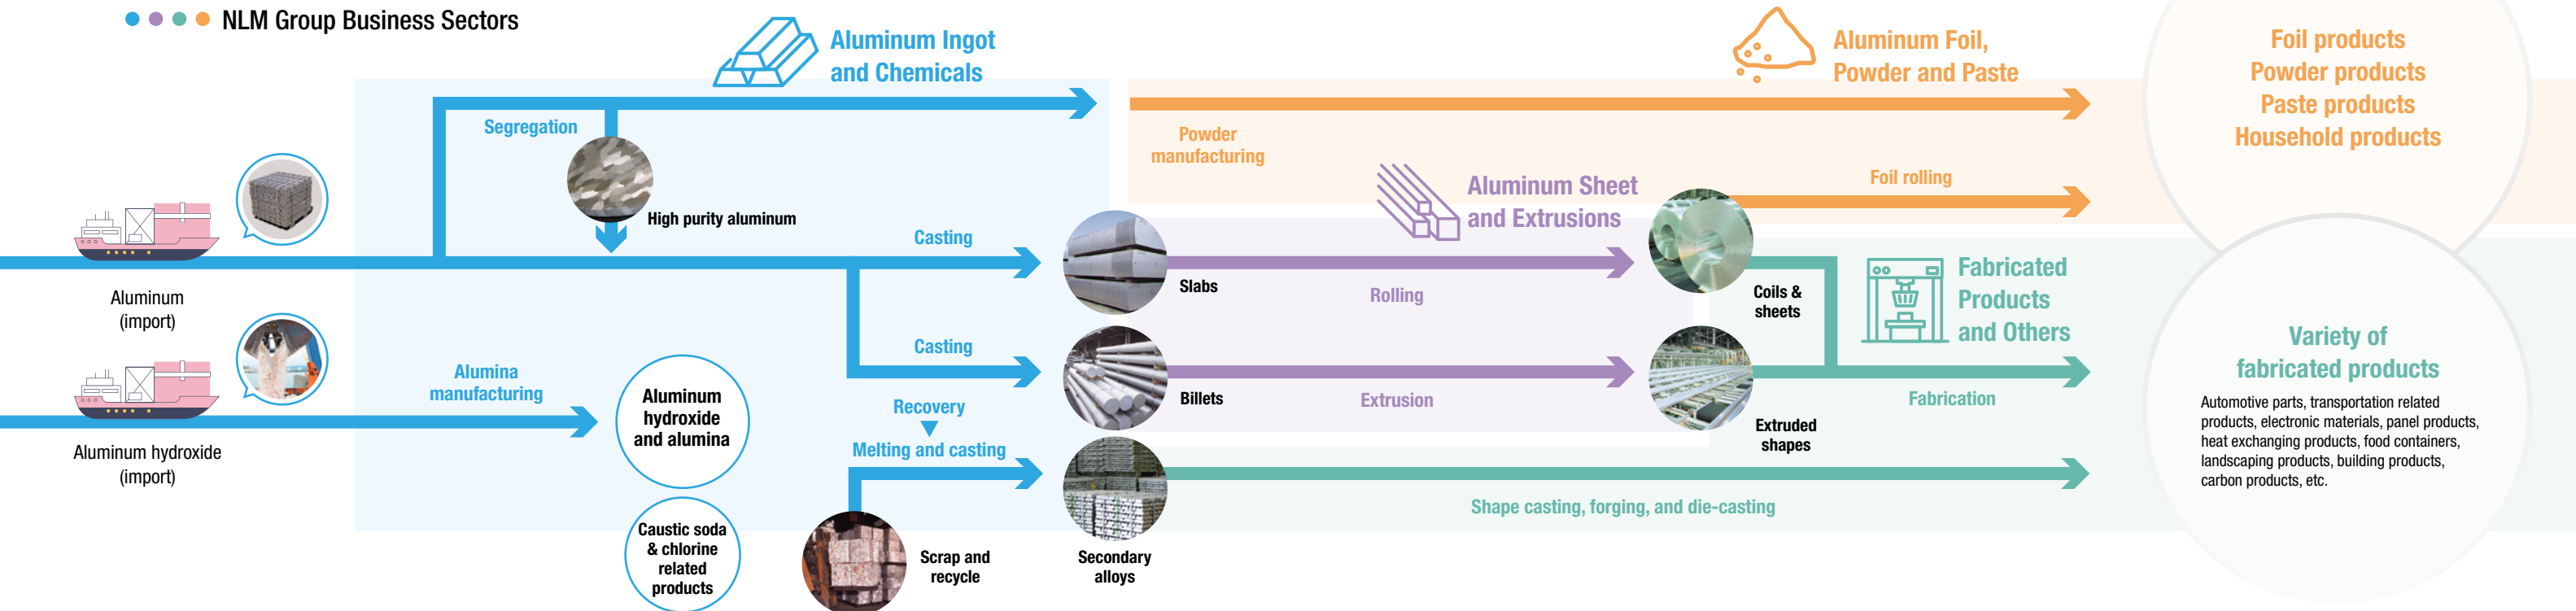 NLM Group Business Sectors
Aluminum Ingot
and Chemicals
Aluminum Foil,
Powder and Paste
Foil products
Powder products
Paste products
Household products
Segregation
High purity aluminum
Powder
manufacturing
Foil rolling
Aluminum Sheet
and Extrusions
Casting
Slabs
Rolling
Coils &
sheets
Fabricated
Products
and Others
Aluminum
(import)
Casting
Billets
Extrusion
Extruded
shapes
Fabrication
Variety of
fabricated products
Automotive parts, transportation related
products, electronic materials, panel products,
heat exchanging products, food containers,
landscaping products, building products,
carbon products, etc.
Alumina
manufacturing
Aluminum
hydroxide
and alumina
Aluminum hydroxide
(import)
Recovery
Melting and casting
Shape casting, forging, and die-casting
Caustic soda
& chlorine
related
products
Scrap and
recycle
Secondary
alloys